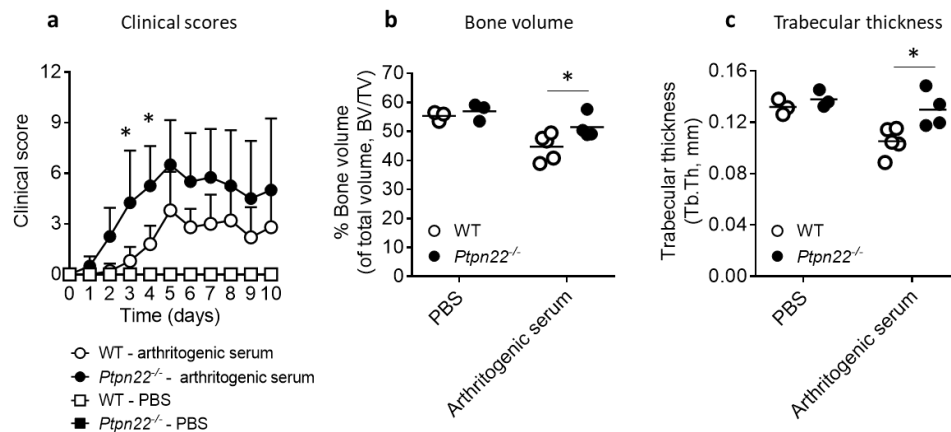 a Clinical scores
12
9
6
3
0
* *
Clinical score
0 1 2 3 4 5 6 7 8 9 10
Time (days)
WT - arthritogenic serum
Ptpn22-/- - arthritogenic serum
WT - PBS
Ptpn22-/- - PBS
b Bone volume
70
60
50
40
30
20
10
0
*
% Bone volume
(of total volume, BV/TV)
WT
Ptpn22-/-
PBS
Arthritogenic serum
c Trabecular thickness
0.16
0.12
0.08
0.04
0.00
*
Trabecular thickness
(Tb.Th, mm)
WT
Ptpn22-/-
PBS
Arthritogenic serum